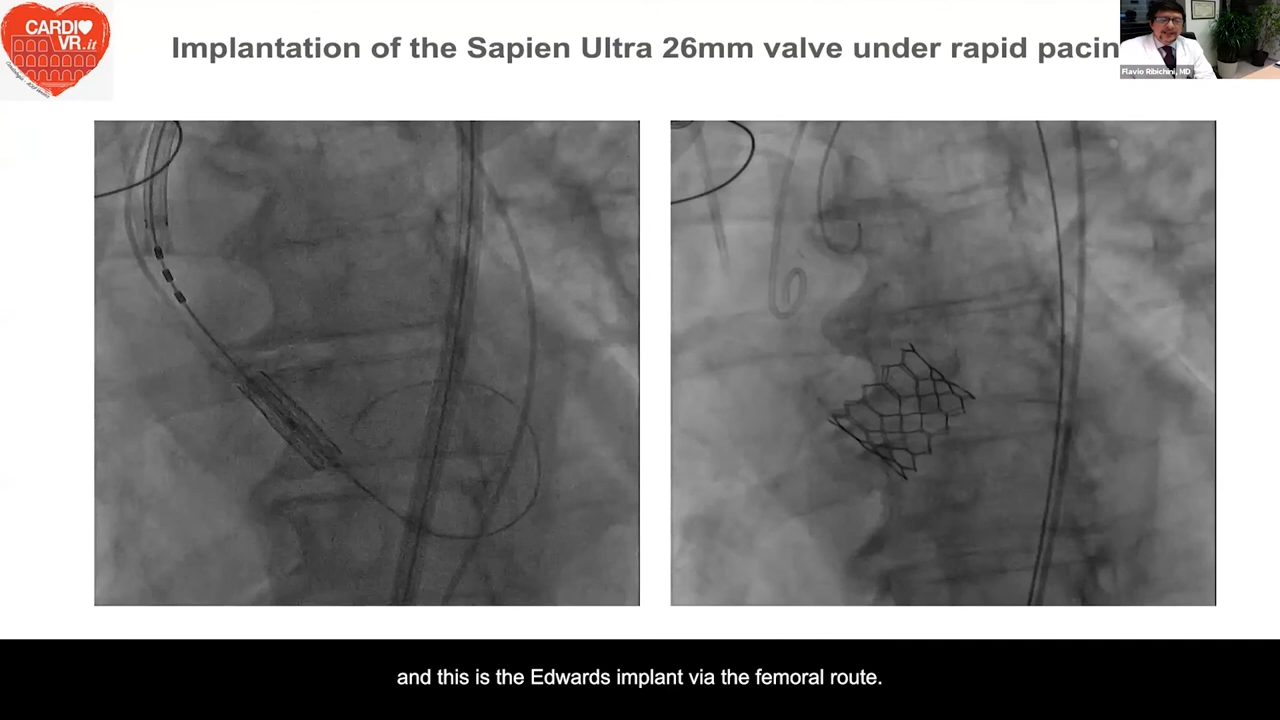 CARDIO
VR.it
Implantation of the Sapien Ultra 26mm valve under rapid pacin
Flavio Ribichini, MD
and this is the Edwards implant via the femoral route.